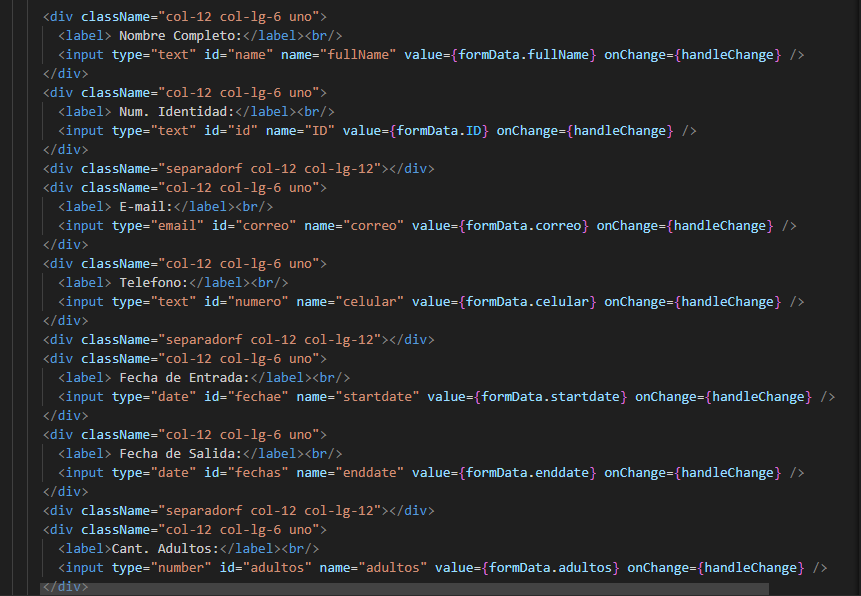 <div className="col-12 col-lg-6 uno">
<label> Nombre Completo:</label><br/>
<input type="text" id="name" name="fullName" value={formData.fullName} onChange={handleChange} />
</div>
<div className="col-12 col-lg-6 uno">
<label> Num. Identidad:</label><br/>
<input type="text" id="id" name="ID" value={formData.ID} onChange={handleChange} />
</div>
<div className="separadorf col-12 col-lg-12"></div>
<div className="col-12 col-lg-6 uno">
<label> E-mail:</label><br/>
<input type="email" id="correo" name="correo" value={formData.correo} onChange={handleChange} />
</div>
<div className="col-12 col-lg-6 uno">
<label> Telefono:</label><br/>
<input type="text" id="numero" name="celular" value={formData.celular} onChange={handleChange} />
</div>
<div className="separadorf col-12 col-lg-12"></div>
<div className="col-12 col-lg-6 uno">
<label> Fecha de Entrada:</label><br/>
<input type="date" id="fechae" name="startdate" value={formData.startdate} onChange={handleChange} />
</div>
<div className="col-12 col-lg-6 uno">
<label> Fecha de Salida:</label><br/>
<input type="date" id="fechas" name="enddate" value={formData.enddate} onChange={handleChange} />
</div>
<div className="separadorf col-12 col-lg-12"></div>
<div className="col-12 col-lg-6 uno">
<label>Cant. Adultos:</label><br/>
<input type="number" id="adultos" name="adultos" value={formData.adultos} onChange={handleChange} />
</div>